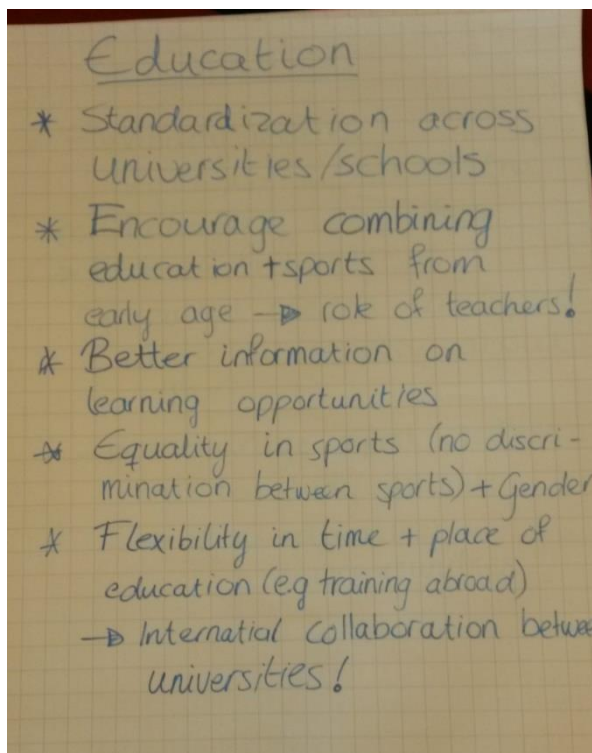 Education
* Standardization across
universities/schools
* Encourage combining
education + sports from
early age → role of teachers!
* Better information on
learning opportunities
* Equality in sports (no discri-
mination between sports) + Gender
* Flexibility in time + place of
education (e.g training abroad)
→ Internatial collaboration betwee
universities!